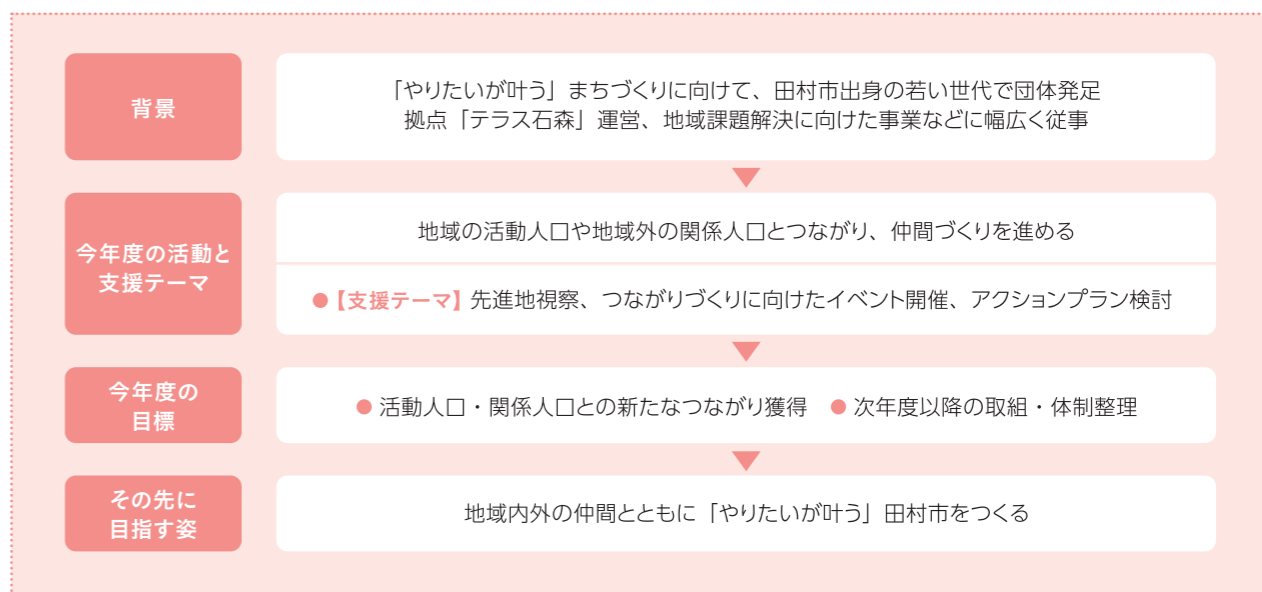 背景
「やりたいが叶う」まちづくりに向けて、田村市出身の若い世代で団体発足
拠点「テラス石森」運営、地域課題解決に向けた事業などに幅広く従事
今年度の活動と
支援テーマ
地域の活動人口や地域外の関係人口とつながり、仲間づくりを進める
●【支援テーマ】先進地視察、つながりづくりに向けたイベント開催、アクションプラン検討
今年度の
目標
●活動人口・関係人口との新たなつながり獲得 ●次年度以降の取組・体制整理
その先に
目指す姿
地域内外の仲間とともに「やりたいが叶う」田村市をつくる